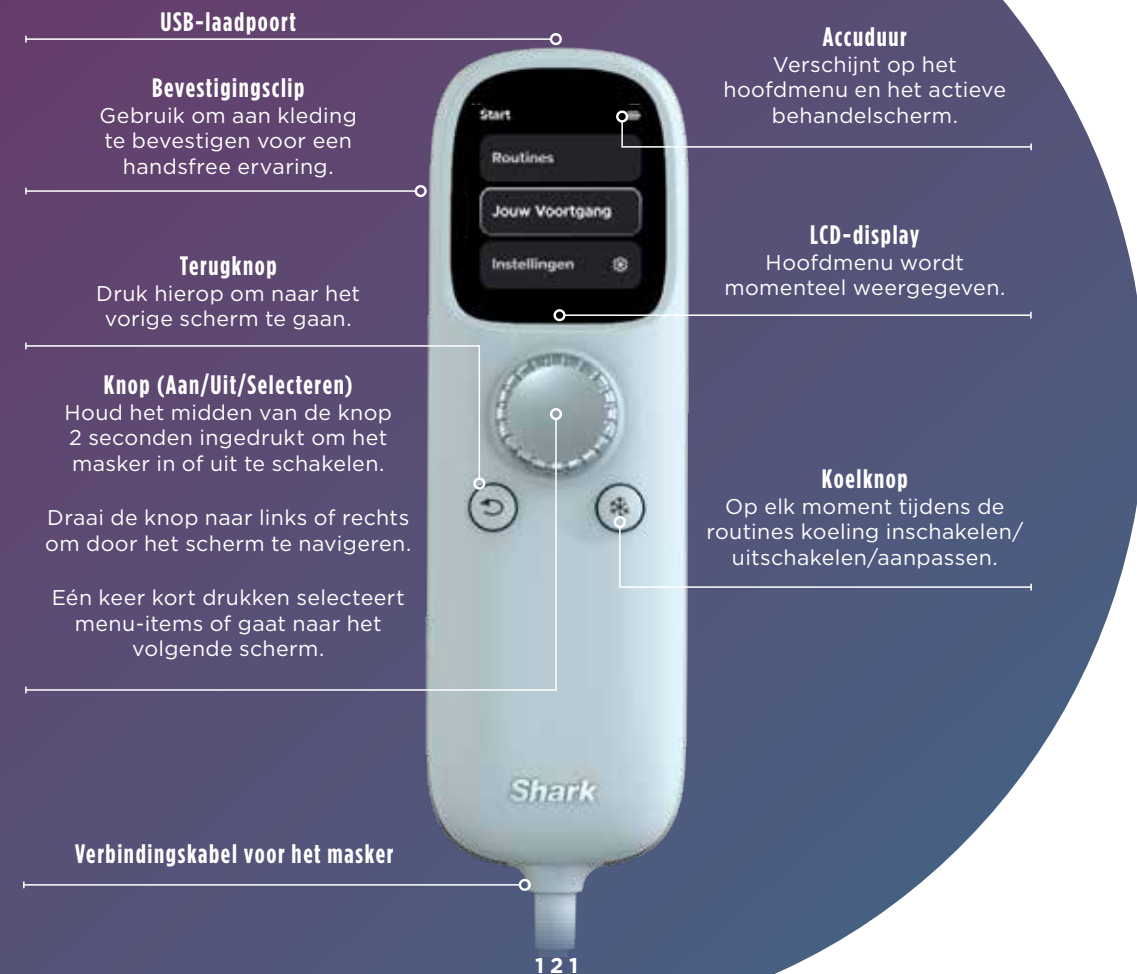 USB-laadpoort
Bevestigingsclip
Gebruik om aan kleding
te bevestigen voor een
handsfree ervaring.
Terugknop
Druk hierop om naar het
vorige scherm te gaan.
Knop (Aan/Uit/Selecteren)
Houd het midden van de knop
2 seconden ingedrukt om het
masker in of uit te schakelen.
Draai de knop naar links of rechts
om door het scherm te navigeren.
Eén keer kort drukken selecteert
menu-items of gaat naar het
volgende scherm.
Verbindingskabel voor het masker
Start
Routines
Jouw Voortgang
Instellingen
Shark
Accuduur
Verschijnt op het
hoofdmenu en het actieve
behandelscherm.
LCD-display
Hoofdmenu wordt
momenteel weergegeven.
Koelknop
Op elk moment tijdens de
routines koeling inschakelen/
uitschakelen/aanpassen.
121